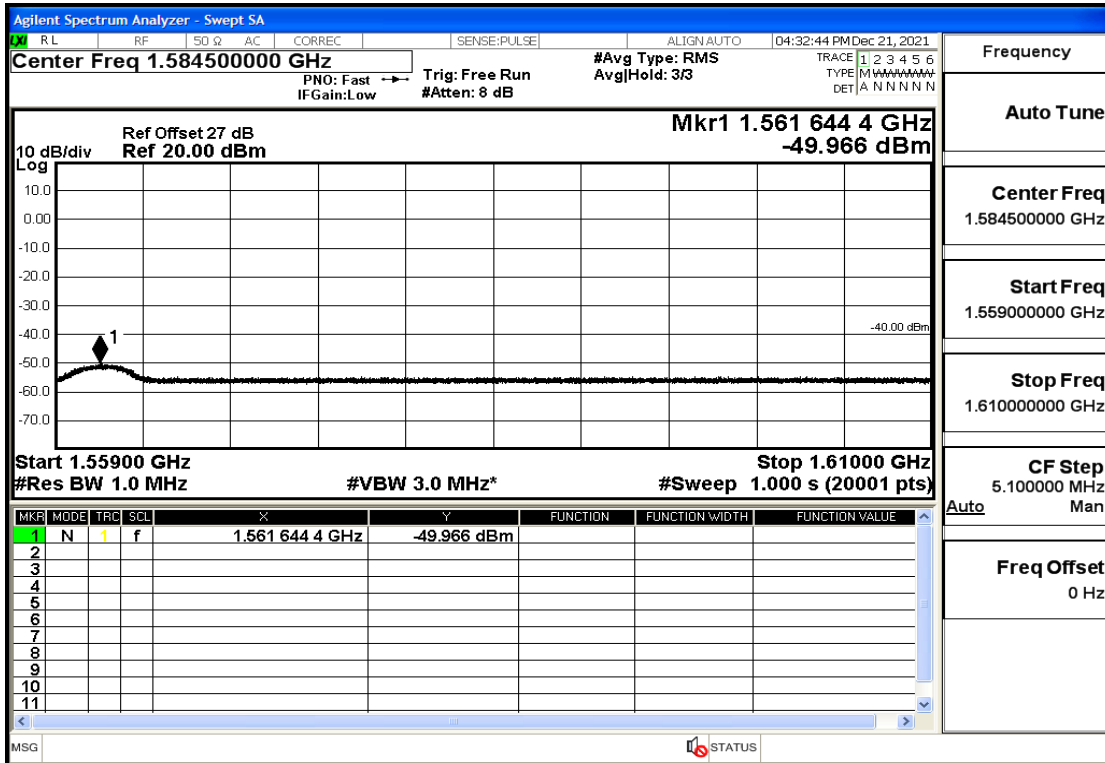 Agilent Spectrum Analyzer - Swept SA
LXI RL RF 50 Ω AC CORREC SENSE:PULSE ALIGN AUTO 04:32:44 PM Dec 21, 2021
Center Freq 1.584500000 GHz
PNO: Fast
IFGain:Low
Trig: Free Run
#Atten: 8 dB
#Avg Type: RMS
Avg|Hold: 3/3
TRACE 1 2 3 4 5 6
TYPE M WWWWW
DET A N N N N N
Ref Offset 27 dB
10 dB/div Ref 20.00 dBm
Log
Mkr1 1.561 644 4 GHz
-49.966 dBm
10.0
0.00
-10.0
-20.0
-30.0
-40.0
-50.0
-60.0
-70.0
1
-40.00 dBm
Start 1.55900 GHz Stop 1.61000 GHz
#Res BW 1.0 MHz #VBW 3.0 MHz* #Sweep 1.000 s (20001 pts)
MKR MODE TRC SCL X Y FUNCTION FUNCTION WIDTH FUNCTION VALUE
1 N 1 f 1.561 644 4 GHz -49.966 dBm
2
3
4
5
6
7
8
9
10
11
MSG STATUS
Frequency
Auto Tune
Center Freq
1.584500000 GHz
Start Freq
1.559000000 GHz
Stop Freq
1.610000000 GHz
CF Step
5.100000 MHz
Auto Man
Freq Offset
0 Hz